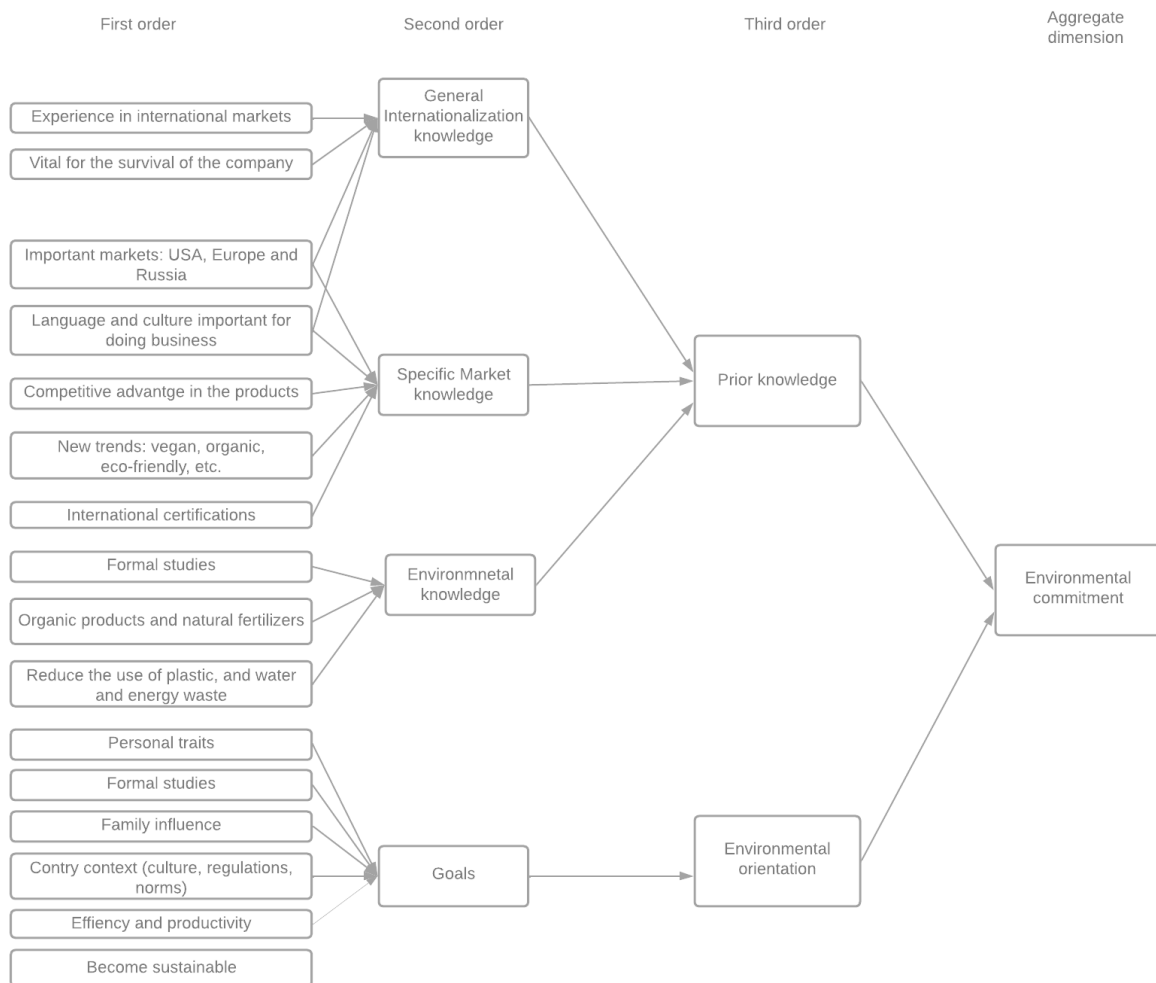 First order
Second order
Third order
Aggregate
dimension
Experience in international markets
Vital for the survival of the company
Important markets: USA, Europe and
Russia
Language and culture important for
doing business
Competitive advantge in the products
New trends: vegan, organic,
eco-friendly, etc.
International certifications
Formal studies
Organic products and natural fertilizers
Reduce the use of plastic, and water
and energy waste
Personal traits
Formal studies
Family influence
Contry context (culture, regulations,
norms)
Effiency and productivity
Become sustainable
General
Internationalization
knowledge
Specific Market
knowledge
Environmnetal
knowledge
Goals
Prior knowledge
Environmental
orientation
Environmental
commitment